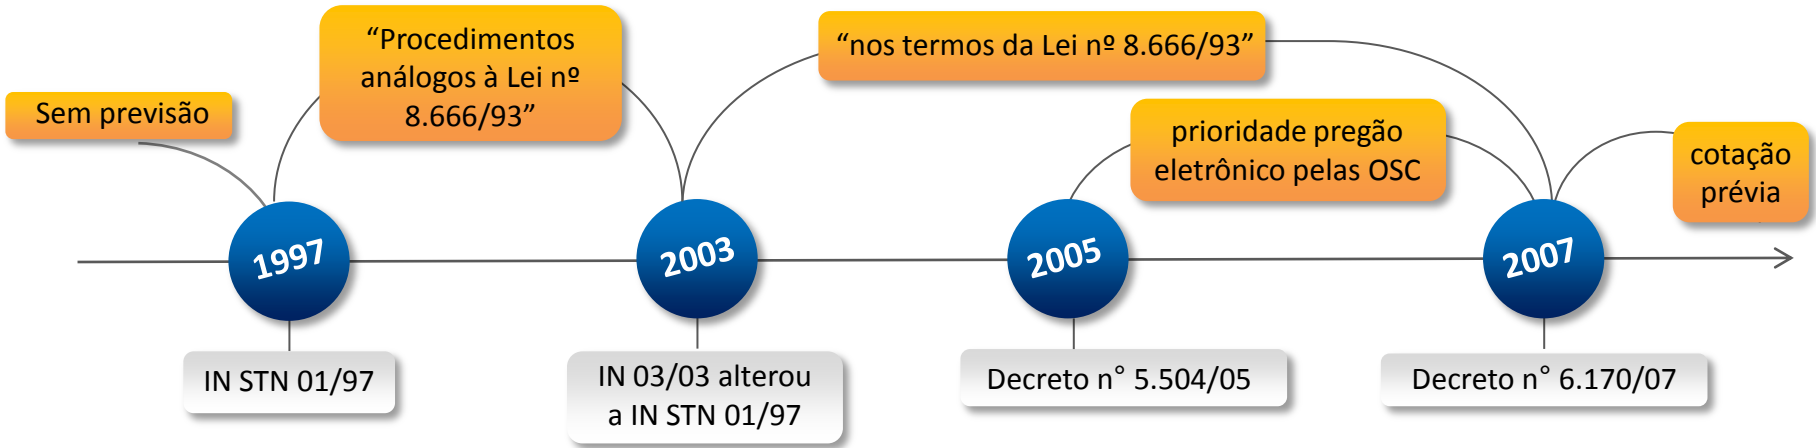 Sem previsão
“Procedimentos
análogos à Lei nº
8.666/93”
“nos termos da Lei nº 8.666/93”
prioridade pregão
eletrônico pelas OSC
cotação
prévia
1997
2003
2005
2007
IN STN 01/97
IN 03/03 alterou
a IN STN 01/97
Decreto n° 5.504/05
Decreto n° 6.170/07